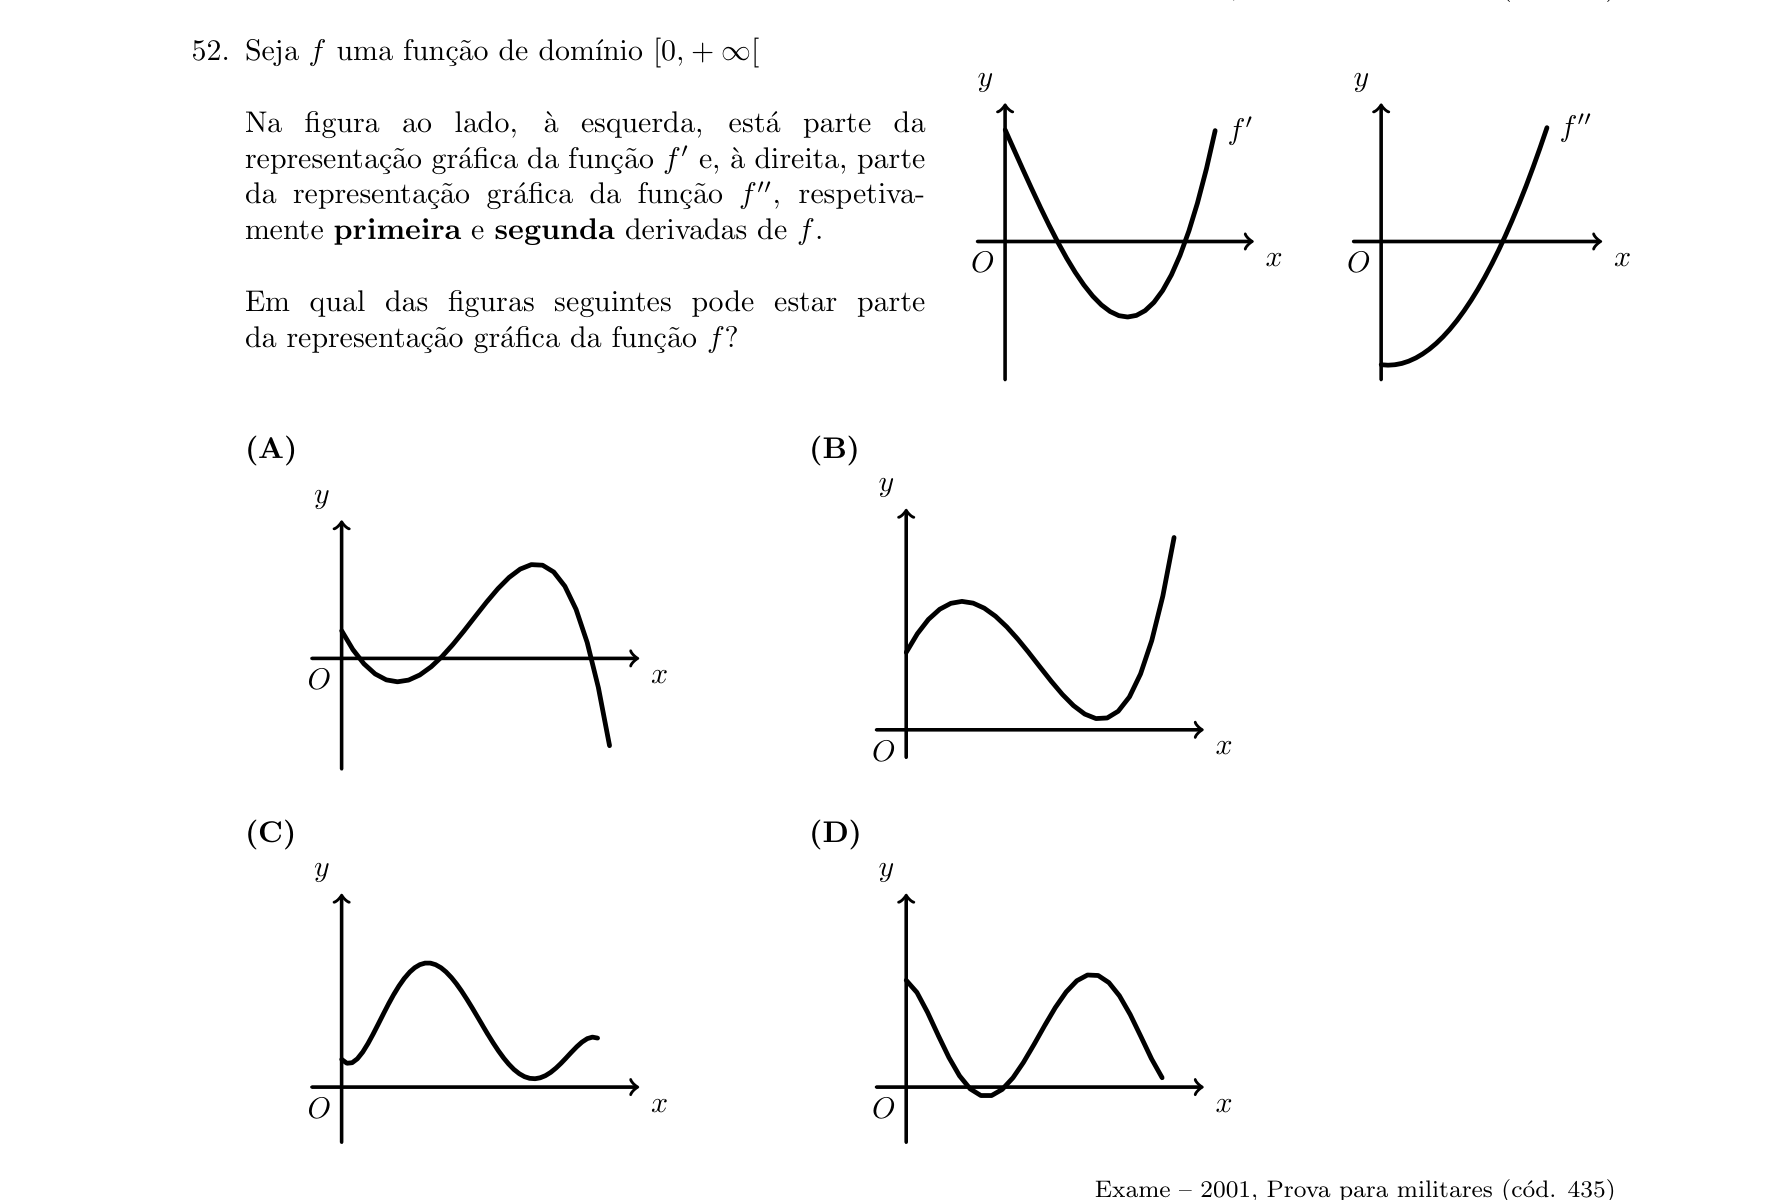 52. Seja f uma função de domínio [0, + ∞[
Na figura ao lado, à esquerda, está parte da
representação gráfica da função f′ e, à direita, parte
da representação gráfica da função f′′, respetiva-
mente primeira e segunda derivadas de f.
Em qual das figuras seguintes pode estar parte
da representação gráfica da função f?
y
f′
O
x
y
f′′
O
x
(A)
y
O
x
(B)
y
O
x
(C)
y
O
x
(D)
y
O
x
Exame – 2001, Prova para militares (cód. 435)